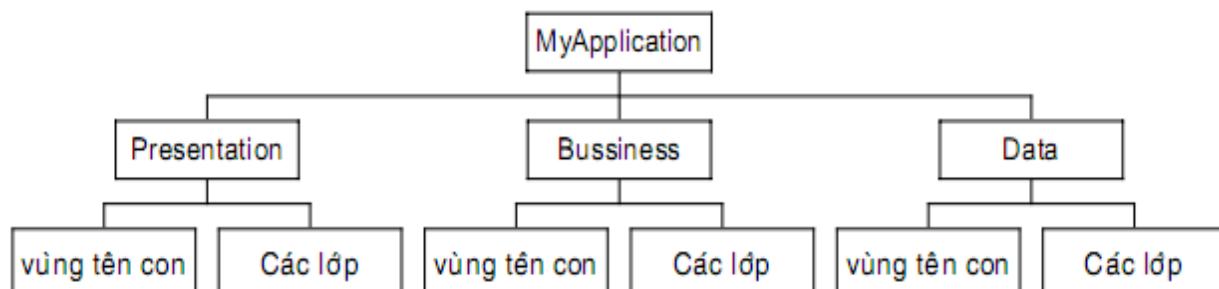 MyApplication
Presentation
Bussiness
Data
vùng tên con
Các lớp
vùng tên con
Các lớp
vùng tên con
Các lớp